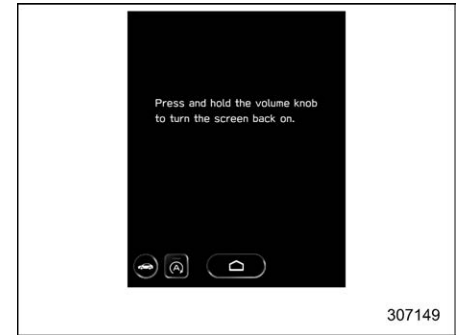 Press and hold the volume knob
to turn the screen back on.
A
307149